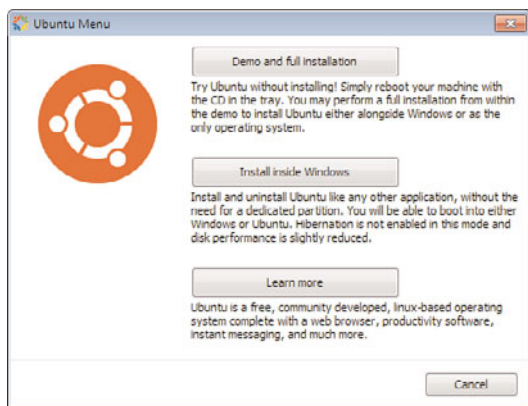 Ubuntu Menu
Demo and full installation
Try Ubuntu without installing! Simply reboot your machine with
the CD in the tray. You may perform a full installation from within
the demo to install Ubuntu either alongside Windows or as the
only operating system.
Install inside Windows
Install and uninstall Ubuntu like any other application, without the
need for a dedicated partition. You will be able to boot into either
Windows or Ubuntu. Hibernation is not enabled in this mode and
disk performance is slightly reduced.
Learn more
Ubuntu is a free, community developed, linux-based operating
system complete with a web browser, productivity software,
instant messaging, and much more.
Cancel